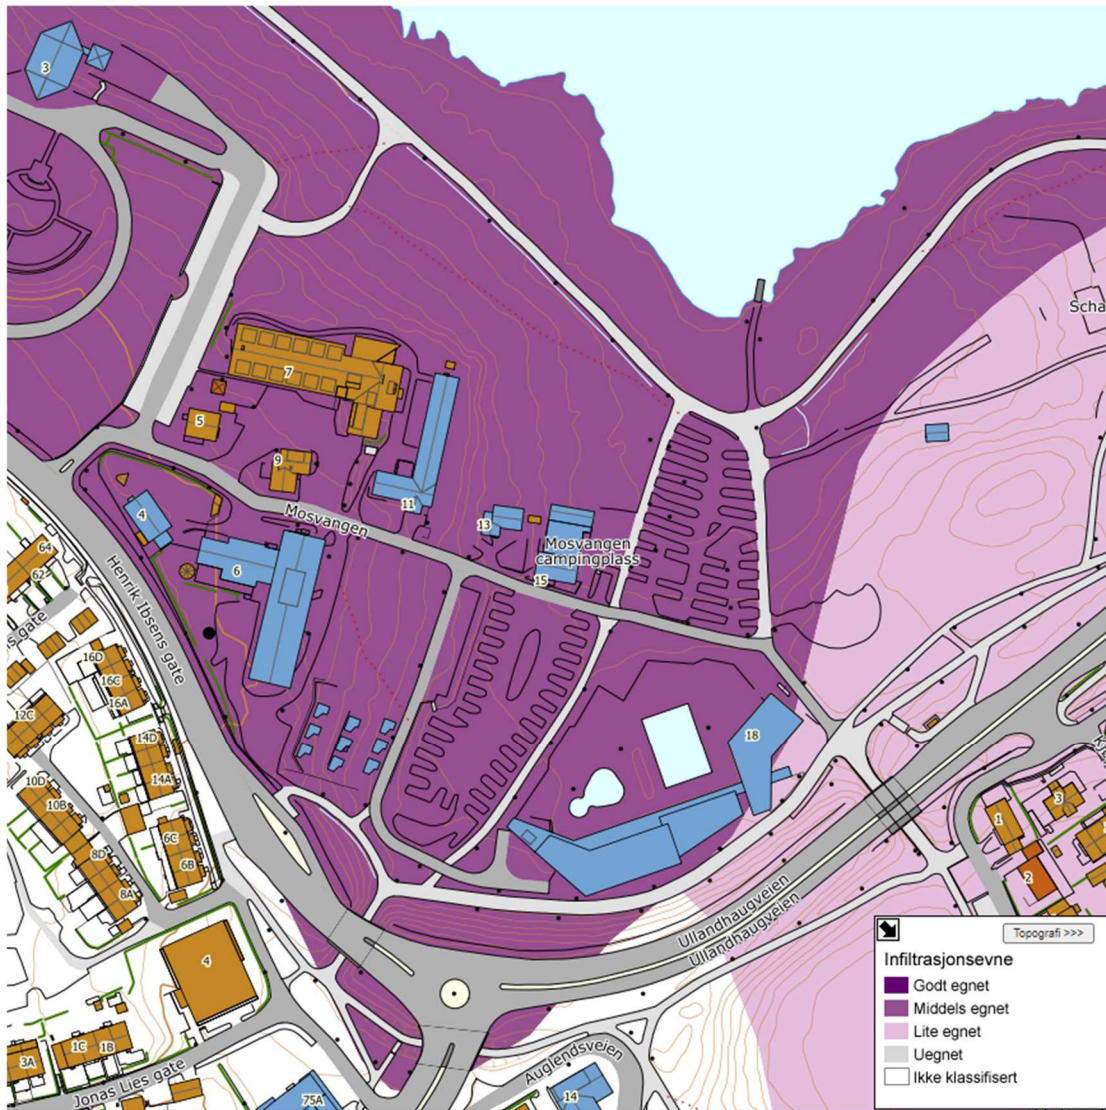 3
Scha
7
5
9
11
4
Mosvangen
13
Mosvangen
campingplass
15
6
64
62
Henrik Ibsens gate
s gate
16D
16C
16A
12C
14D
14A
18
10D
10B
6C
6B
8D
8A
1
3
2
4
Ullandhaugveien
Ullandhaugveien
Topografi >>>
Infiltrasjonsevne
Godt egnet
Middels egnet
Lite egnet
Uegnet
Ikke klassifisert
1C
1B
3A
Jonas Lies gate
Auglendsveien
75A
14